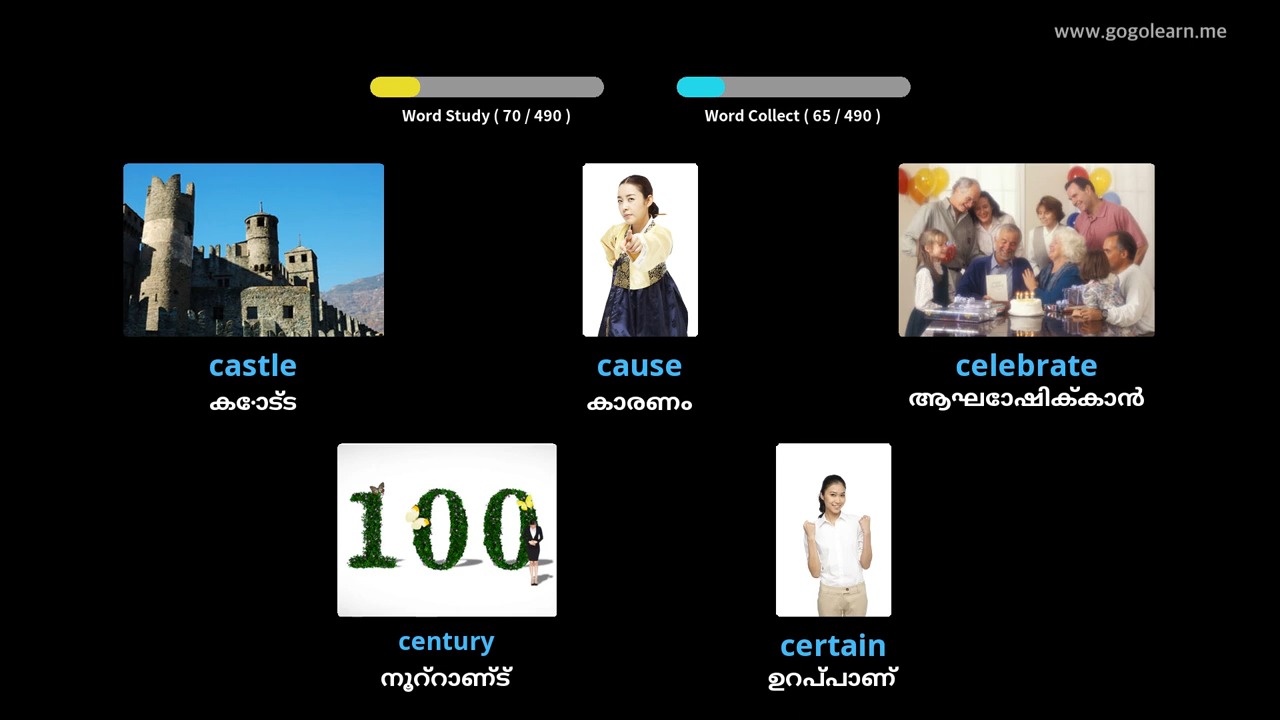 www.gogolearn.me
Word Study ( 70 / 490 )
Word Collect ( 65 / 490 )
castle
cause
celebrate
കോട്ട
കാരണം
ആഘോഷിക്കാൻ
100
century
certain
നൂറ്റാണ്ട്
ഉറപ്പാണ്